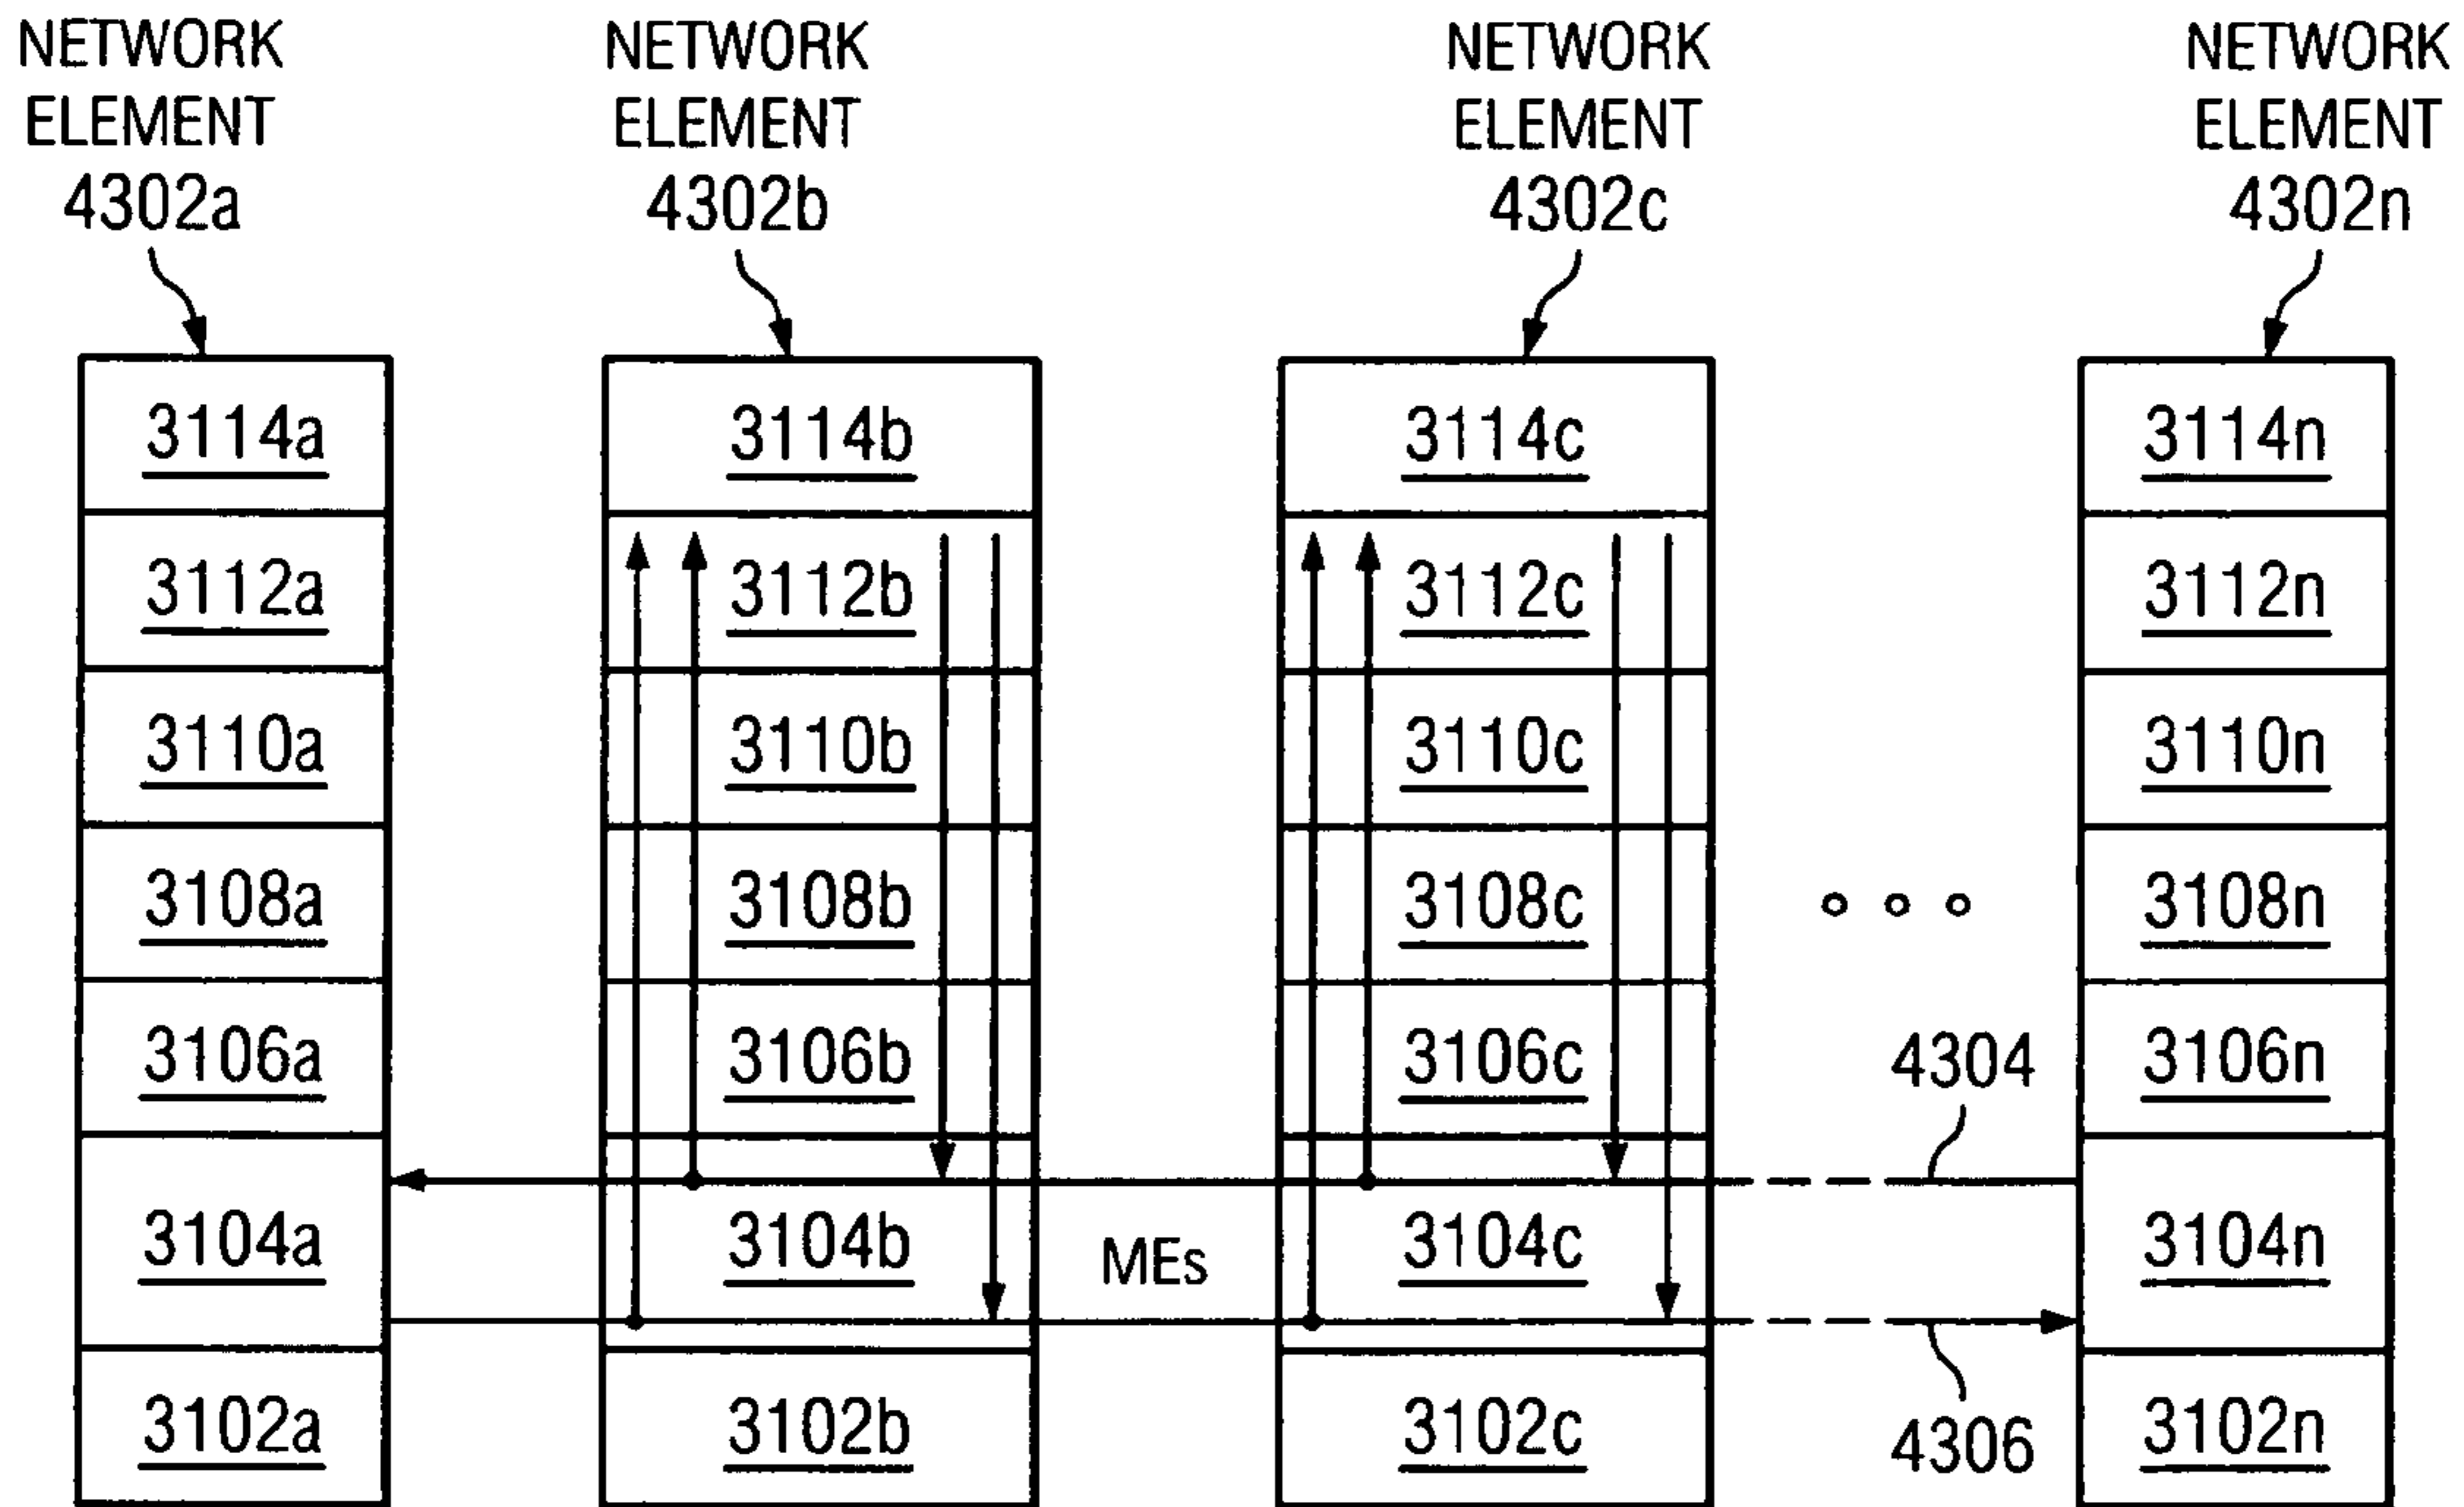 NETWORK
ELEMENT
4302a
NETWORK
ELEMENT
4302b
NETWORK
ELEMENT
4302c
NETWORK
ELEMENT
4302n
3114a
3114b
3114c
3114n
3112a
3112b
3112c
3112n
3110a
3110b
3110c
3110n
3108a
3108b
3108c
3108n
3106a
3106b
3106c
4304
3106n
3104a
3104b
MEs
3104c
3104n
3102a
3102b
3102c
4306
3102n